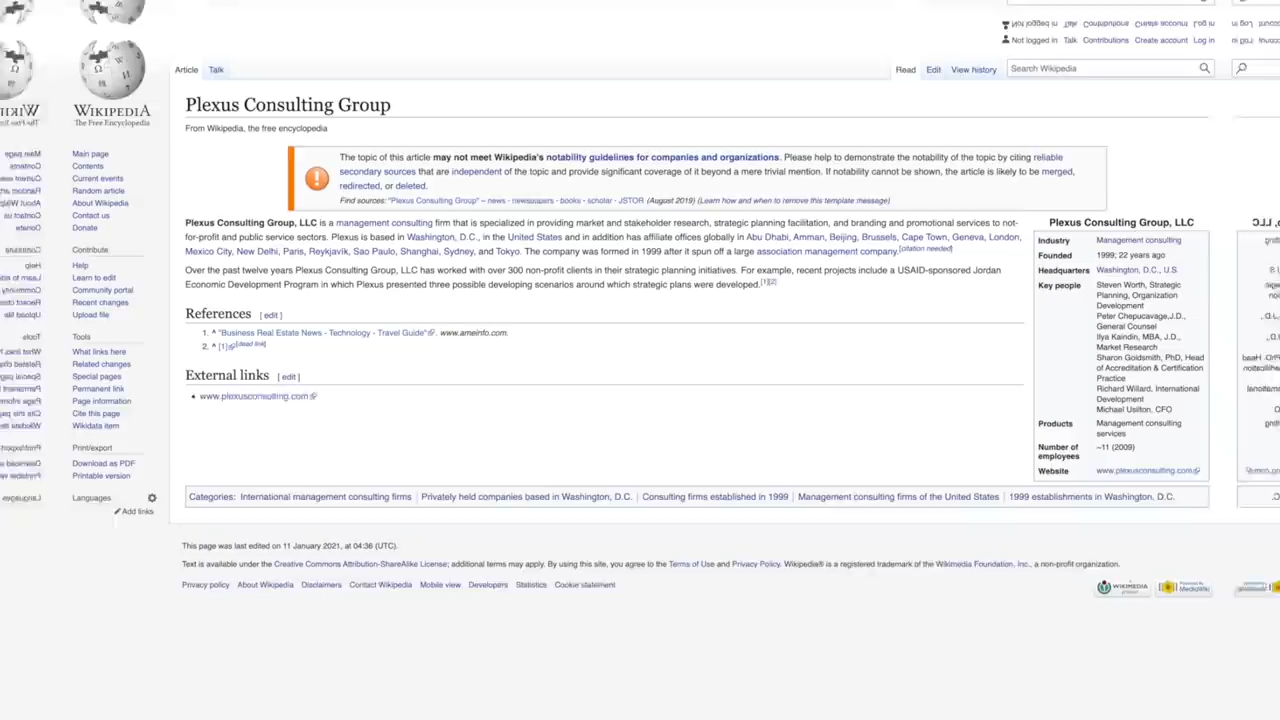 Not logged in Talk Contributions Create account Log in
Article Talk
Read Edit View history Search Wikipedia
WIKIPEDIA
The Free Encyclopedia
Main page
Contents
Current events
Random article
About Wikipedia
Contact us
Donate
Contribute
Help
Learn to edit
Community portal
Recent changes
Upload file
Tools
What links here
Related changes
Special pages
Permanent link
Page information
Cite this page
Wikidata item
Print/export
Download as PDF
Printable version
Languages
Add links
Plexus Consulting Group
From Wikipedia, the free encyclopedia
The topic of this article may not meet Wikipedia's notability guidelines for companies and organizations. Please help to demonstrate the notability of the topic by citing reliable
secondary sources that are independent of the topic and provide significant coverage of it beyond a mere trivial mention. If notability cannot be shown, the article is likely to be merged,
redirected, or deleted.
Find sources: "Plexus Consulting Group" – news · newspapers · books · scholar · JSTOR (August 2019) (Learn how and when to remove this template message)
Plexus Consulting Group, LLC is a management consulting firm that is specialized in providing market and stakeholder research, strategic planning facilitation, and branding and promotional services to not-
for-profit and public service sectors. Plexus is based in Washington, D.C., in the United States and in addition has affiliate offices globally in Abu Dhabi, Amman, Beijing, Brussels, Cape Town, Geneva, London,
Mexico City, New Delhi, Paris, Reykjavik, Sao Paulo, Shanghai, Sydney, and Tokyo. The company was formed in 1999 after it spun off a large association management company.[citation needed]
Over the past twelve years Plexus Consulting Group, LLC has worked with over 300 non-profit clients in their strategic planning initiatives. For example, recent projects include a USAID-sponsored Jordan
Economic Development Program in which Plexus presented three possible developing scenarios around which strategic plans were developed.[1][2]
References [ edit ]
1. ^ "Business Real Estate News - Technology - Travel Guide". www.ameinfo.com.
2. ^ [1][dead link]
External links [ edit ]
• www.plexusconsulting.com
Plexus Consulting Group, LLC
Industry Management consulting
Founded 1999; 22 years ago
Headquarters Washington, D.C., U.S.
Key people Steven Worth, Strategic
Planning, Organization
Development
Peter Chepucavage,J.D.,
General Counsel
Ilya Kaindin, MBA, J.D.,
Market Research
Sharon Goldsmith, PhD, Head
of Accreditation & Certification
Practice
Richard Willard, International
Development
Michael Usilton, CFO
Products Management consulting
services
Number of
employees ~11 (2009)
Website www.plexusconsulting.com
Categories: International management consulting firms | Privately held companies based in Washington, D.C. | Consulting firms established in 1999 | Management consulting firms of the United States | 1999 establishments in Washington, D.C.
This page was last edited on 11 January 2021, at 04:36 (UTC).
Text is available under the Creative Commons Attribution-ShareAlike License; additional terms may apply. By using this site, you agree to the Terms of Use and Privacy Policy. Wikipedia® is a registered trademark of the Wikimedia Foundation, Inc., a non-profit organization.
Privacy policy About Wikipedia Disclaimers Contact Wikipedia Mobile view Developers Statistics Cookie statement
WIKIMEDIA
project
Powered By
MediaWiki